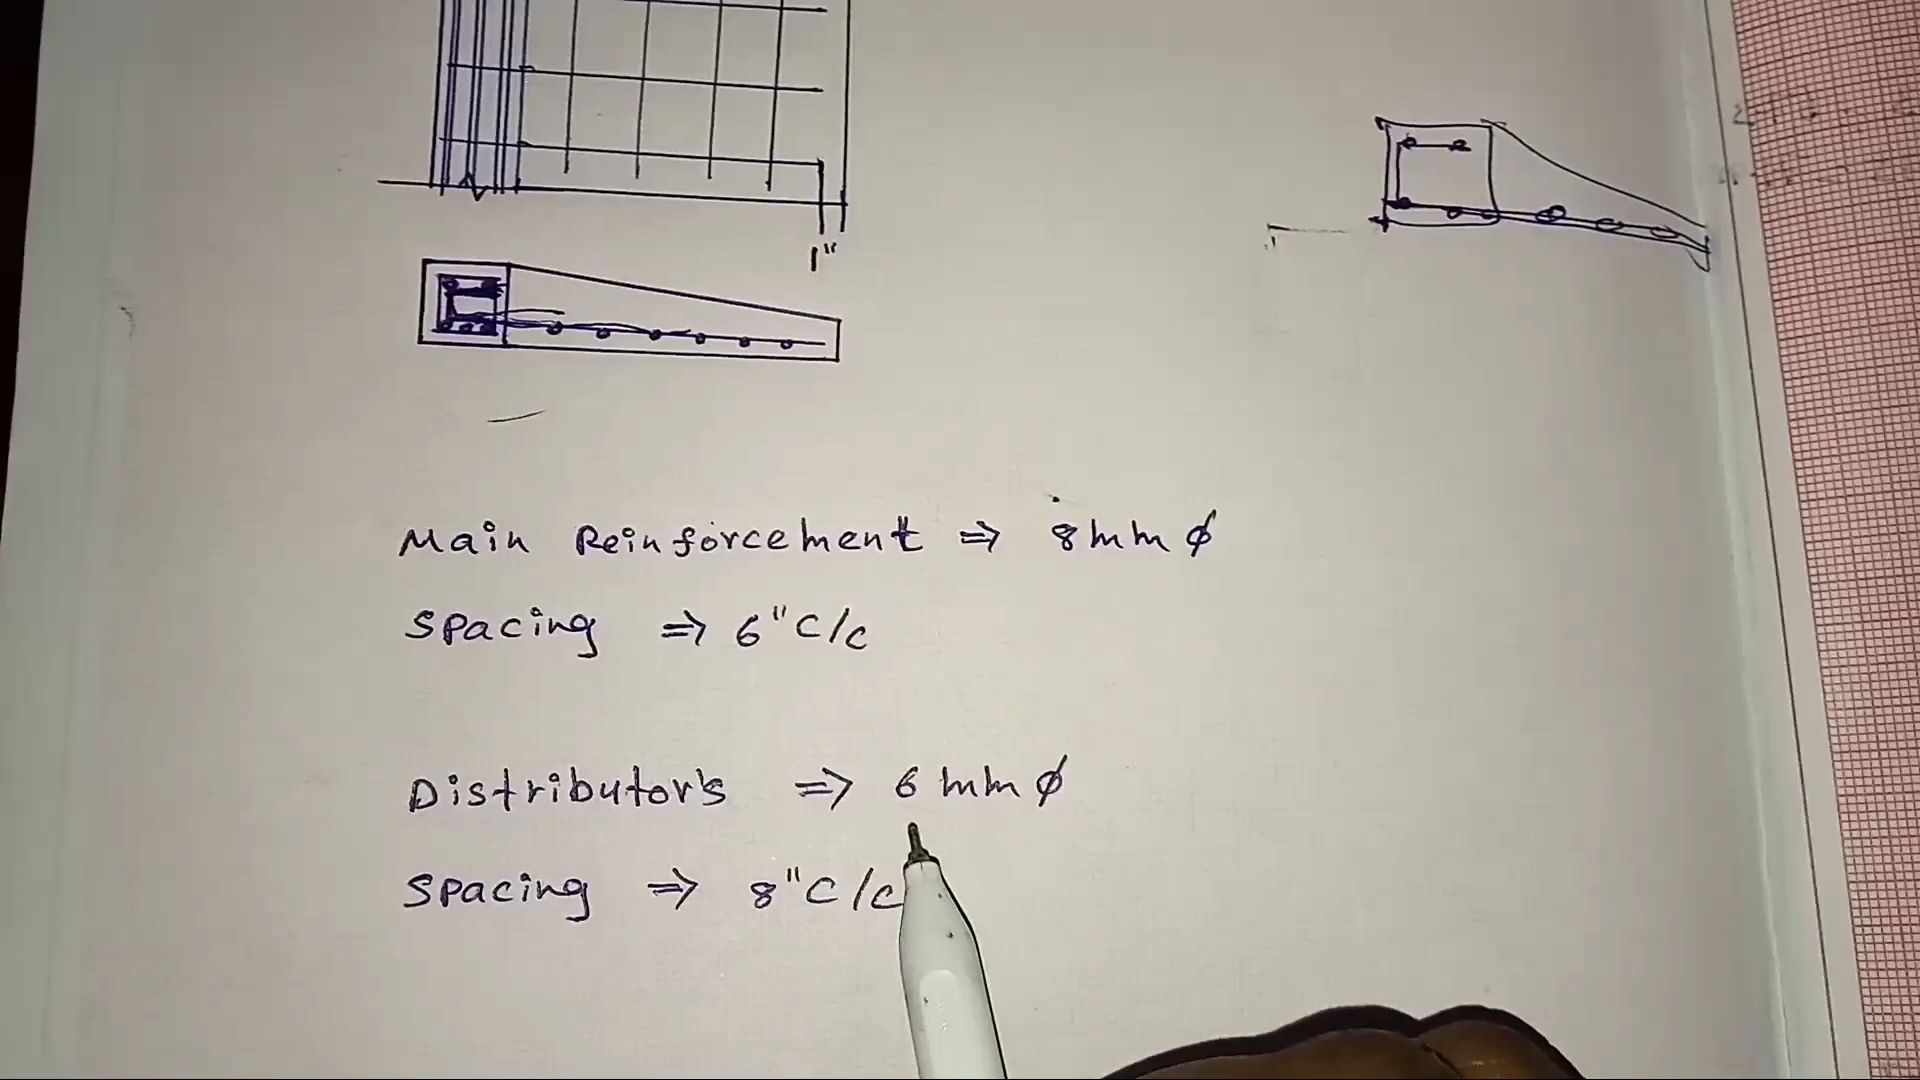 1"
Main Reinforcement ⇒ 8mm ϕ
Spacing ⇒ 6" C/c
Distributor's ⇒ 6 mm ϕ
Spacing ⇒ 8" C/c